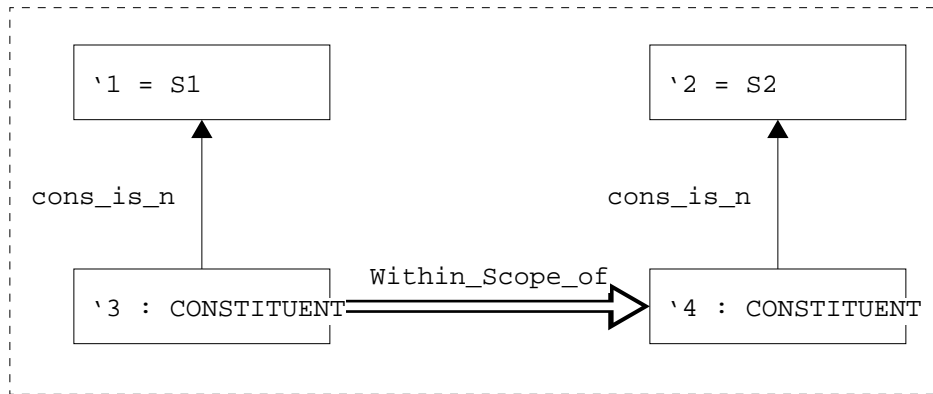 ‘1 = S1
‘2 = S2
cons_is_n
cons_is_n
Within_Scope_of
‘3 : CONSTITUENT
‘4 : CONSTITUENT